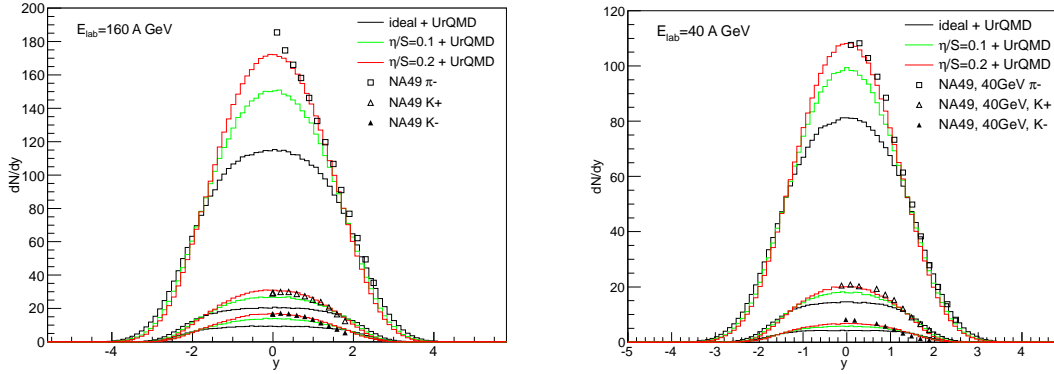 E_lab=160 A GeV
ideal + UrQMD
η/S=0.1 + UrQMD
η/S=0.2 + UrQMD
NA49 π-
NA49 K+
NA49 K-
dN/dy
200
180
160
140
120
100
80
60
40
20
0
-4 -2 0 2 4
y
E_lab=40 A GeV
ideal + UrQMD
η/S=0.1 + UrQMD
η/S=0.2 + UrQMD
NA49, 40GeV π-
NA49, 40GeV, K+
NA49, 40GeV, K-
dN/dy
120
100
80
60
40
20
0
-5 -4 -3 -2 -1 0 1 2 3 4
y